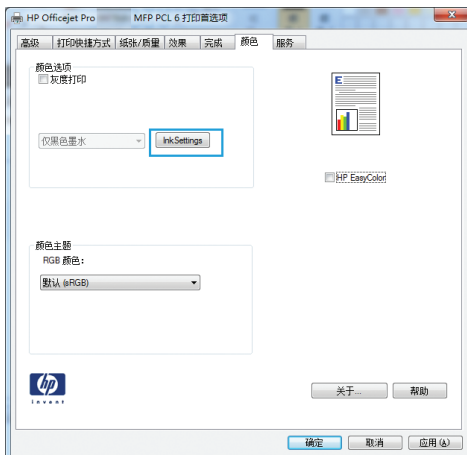 HP Officejet Pro MFP PCL 6 打印首选项
高级 打印快捷方式 纸张/质量 效果 完成 颜色 服务
颜色选项
灰度打印
仅黑色墨水 InkSettings
E
HP EasyColor
颜色主题
RGB 颜色:
默认 (sRGB)
hp
invent
关于... 帮助
确定 取消 应用(A)